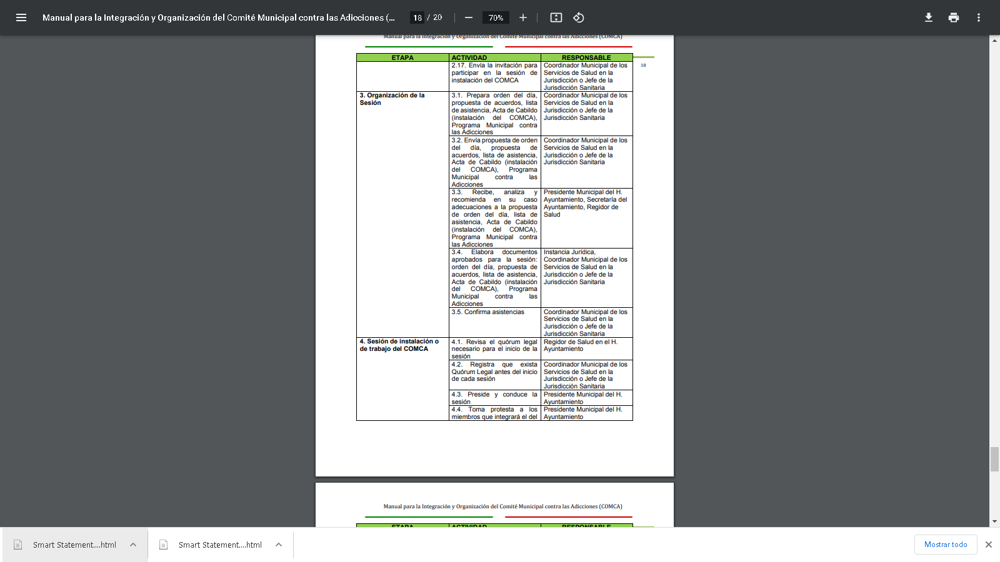 Manual para la Integración y Organización del Comité Municipal contra las Adicciones (...
18 / 20
70%
Manual para la Integración y Organización del Comité Municipal contra las Adicciones (COMCA)
18
ETAPA ACTIVIDAD RESPONSABLE
2.17. Envía la invitación para
participar en la sesión de
instalación del COMCA
Coordinador Municipal de los
Servicios de Salud en la
Jurisdicción o Jefe de la
Jurisdicción Sanitaria
3. Organización de la
Sesión
3.1. Prepara orden del día,
propuesta de acuerdos, lista
de asistencia, Acta de Cabildo
(instalación del COMCA),
Programa Municipal contra
las Adicciones
Coordinador Municipal de los
Servicios de Salud en la
Jurisdicción o Jefe de la
Jurisdicción Sanitaria
3.2. Envía propuesta de orden
del día, propuesta de
acuerdos, lista de asistencia,
Acta de Cabildo (instalación
del COMCA), Programa
Municipal contra las
Adicciones
Coordinador Municipal de los
Servicios de Salud en la
Jurisdicción o Jefe de la
Jurisdicción Sanitaria
3.3. Recibe, analiza y
recomienda en su caso
adecuaciones a la propuesta
de orden del día, lista de
asistencia, Acta de Cabildo
(instalación del COMCA),
Programa Municipal contra
las Adicciones
Presidente Municipal del H.
Ayuntamiento, Secretaría del
Ayuntamiento, Regidor de
Salud
3.4. Elabora documentos
aprobados para la sesión:
orden del día, propuesta de
acuerdos, lista de asistencia,
Acta de Cabildo (instalación
del COMCA), Programa
Municipal contra las
Adicciones
Instancia Jurídica,
Coordinador Municipal de los
Servicios de Salud en la
Jurisdicción o Jefe de la
Jurisdicción Sanitaria
3.5. Confirma asistencias
Coordinador Municipal de los
Servicios de Salud en la
Jurisdicción o Jefe de la
Jurisdicción Sanitaria
4. Sesión de instalación o
de trabajo del COMCA
4.1. Revisa el quórum legal
necesario para el inicio de la
sesión
Regidor de Salud en el H.
Ayuntamiento
4.2. Registra que exista
Quórum Legal antes del inicio
de cada sesión
Coordinador Municipal de los
Servicios de Salud en la
Jurisdicción o Jefe de la
Jurisdicción Sanitaria
4.3. Preside y conduce la
sesión
Presidente Municipal del H.
Ayuntamiento
4.4. Toma protesta a los
miembros que integrará el del
Presidente Municipal del H.
Ayuntamiento
Manual para la Integración y Organización del Comité Municipal contra las Adicciones (COMCA)
ETAPA ACTIVIDAD RESPONSABLE
Smart Statement....html
Smart Statement....html
Mostrar todo